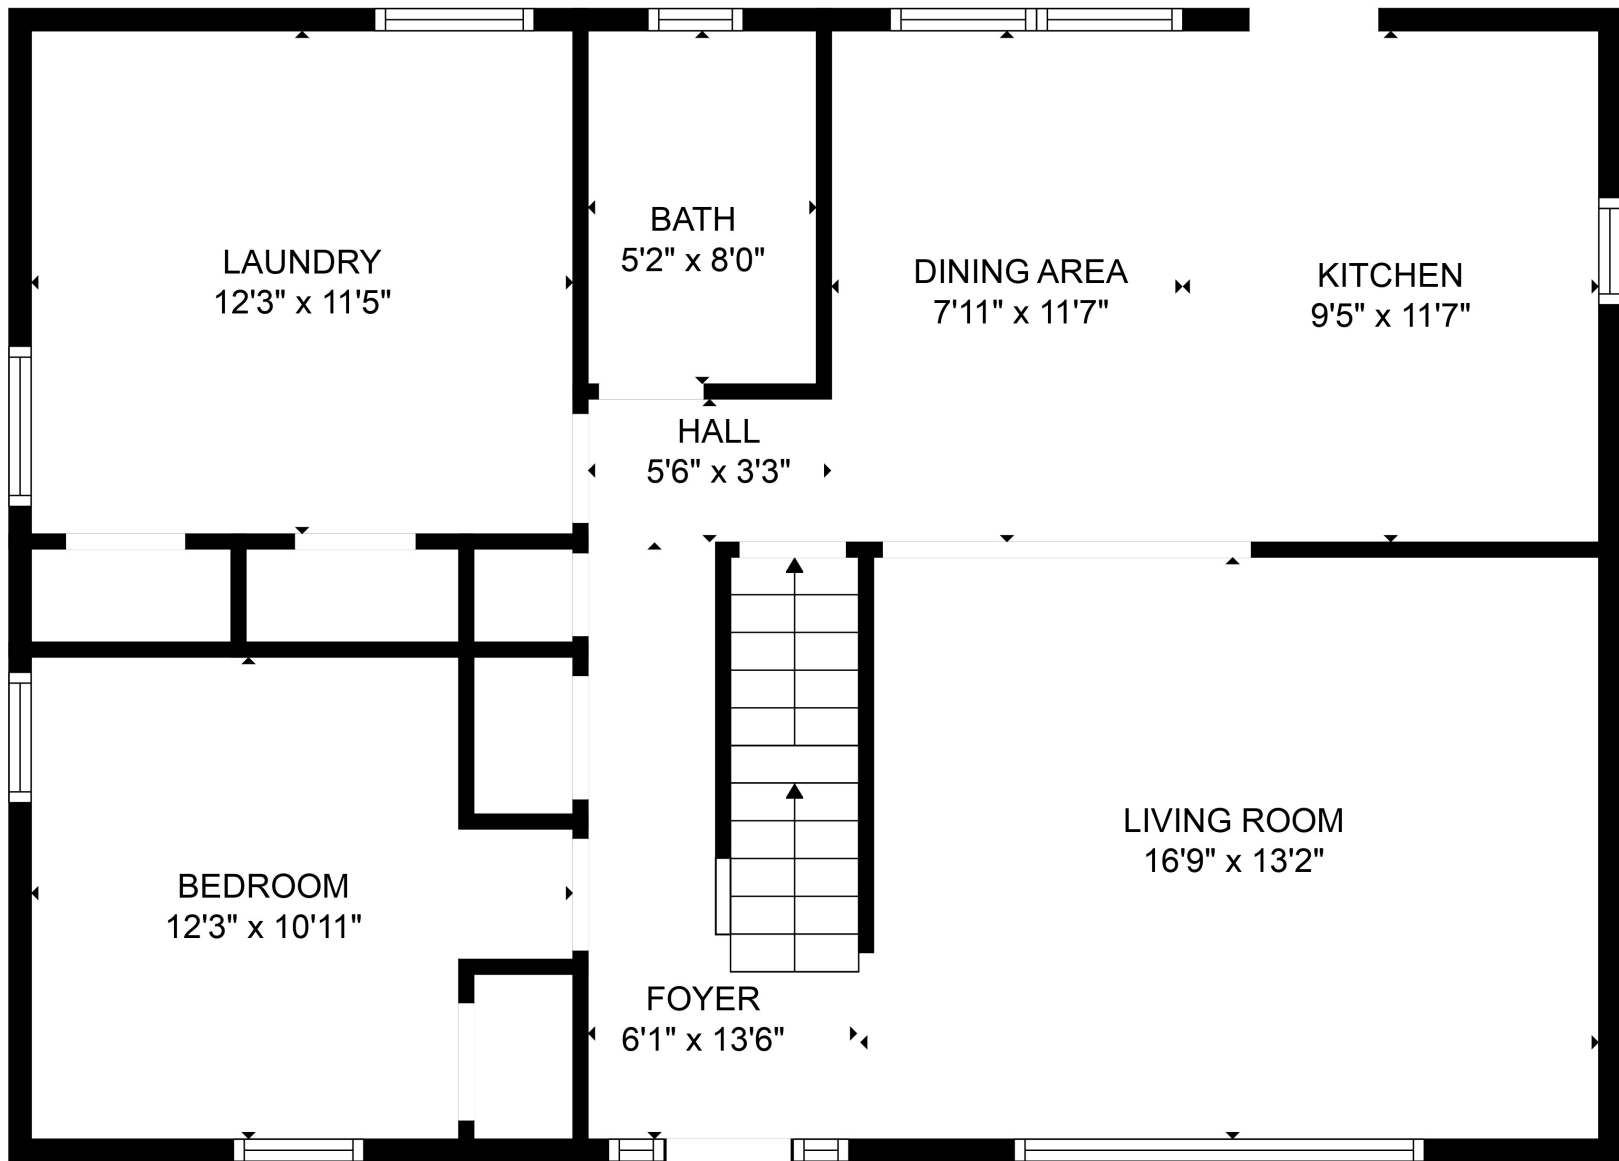 LAUNDRY
12'3" x 11'5"
BATH
5'2" x 8'0"
DINING AREA
7'11" x 11'7"
KITCHEN
9'5" x 11'7"
HALL
5'6" x 3'3"
LIVING ROOM
16'9" x 13'2"
BEDROOM
12'3" x 10'11"
FOYER
6'1" x 13'6"